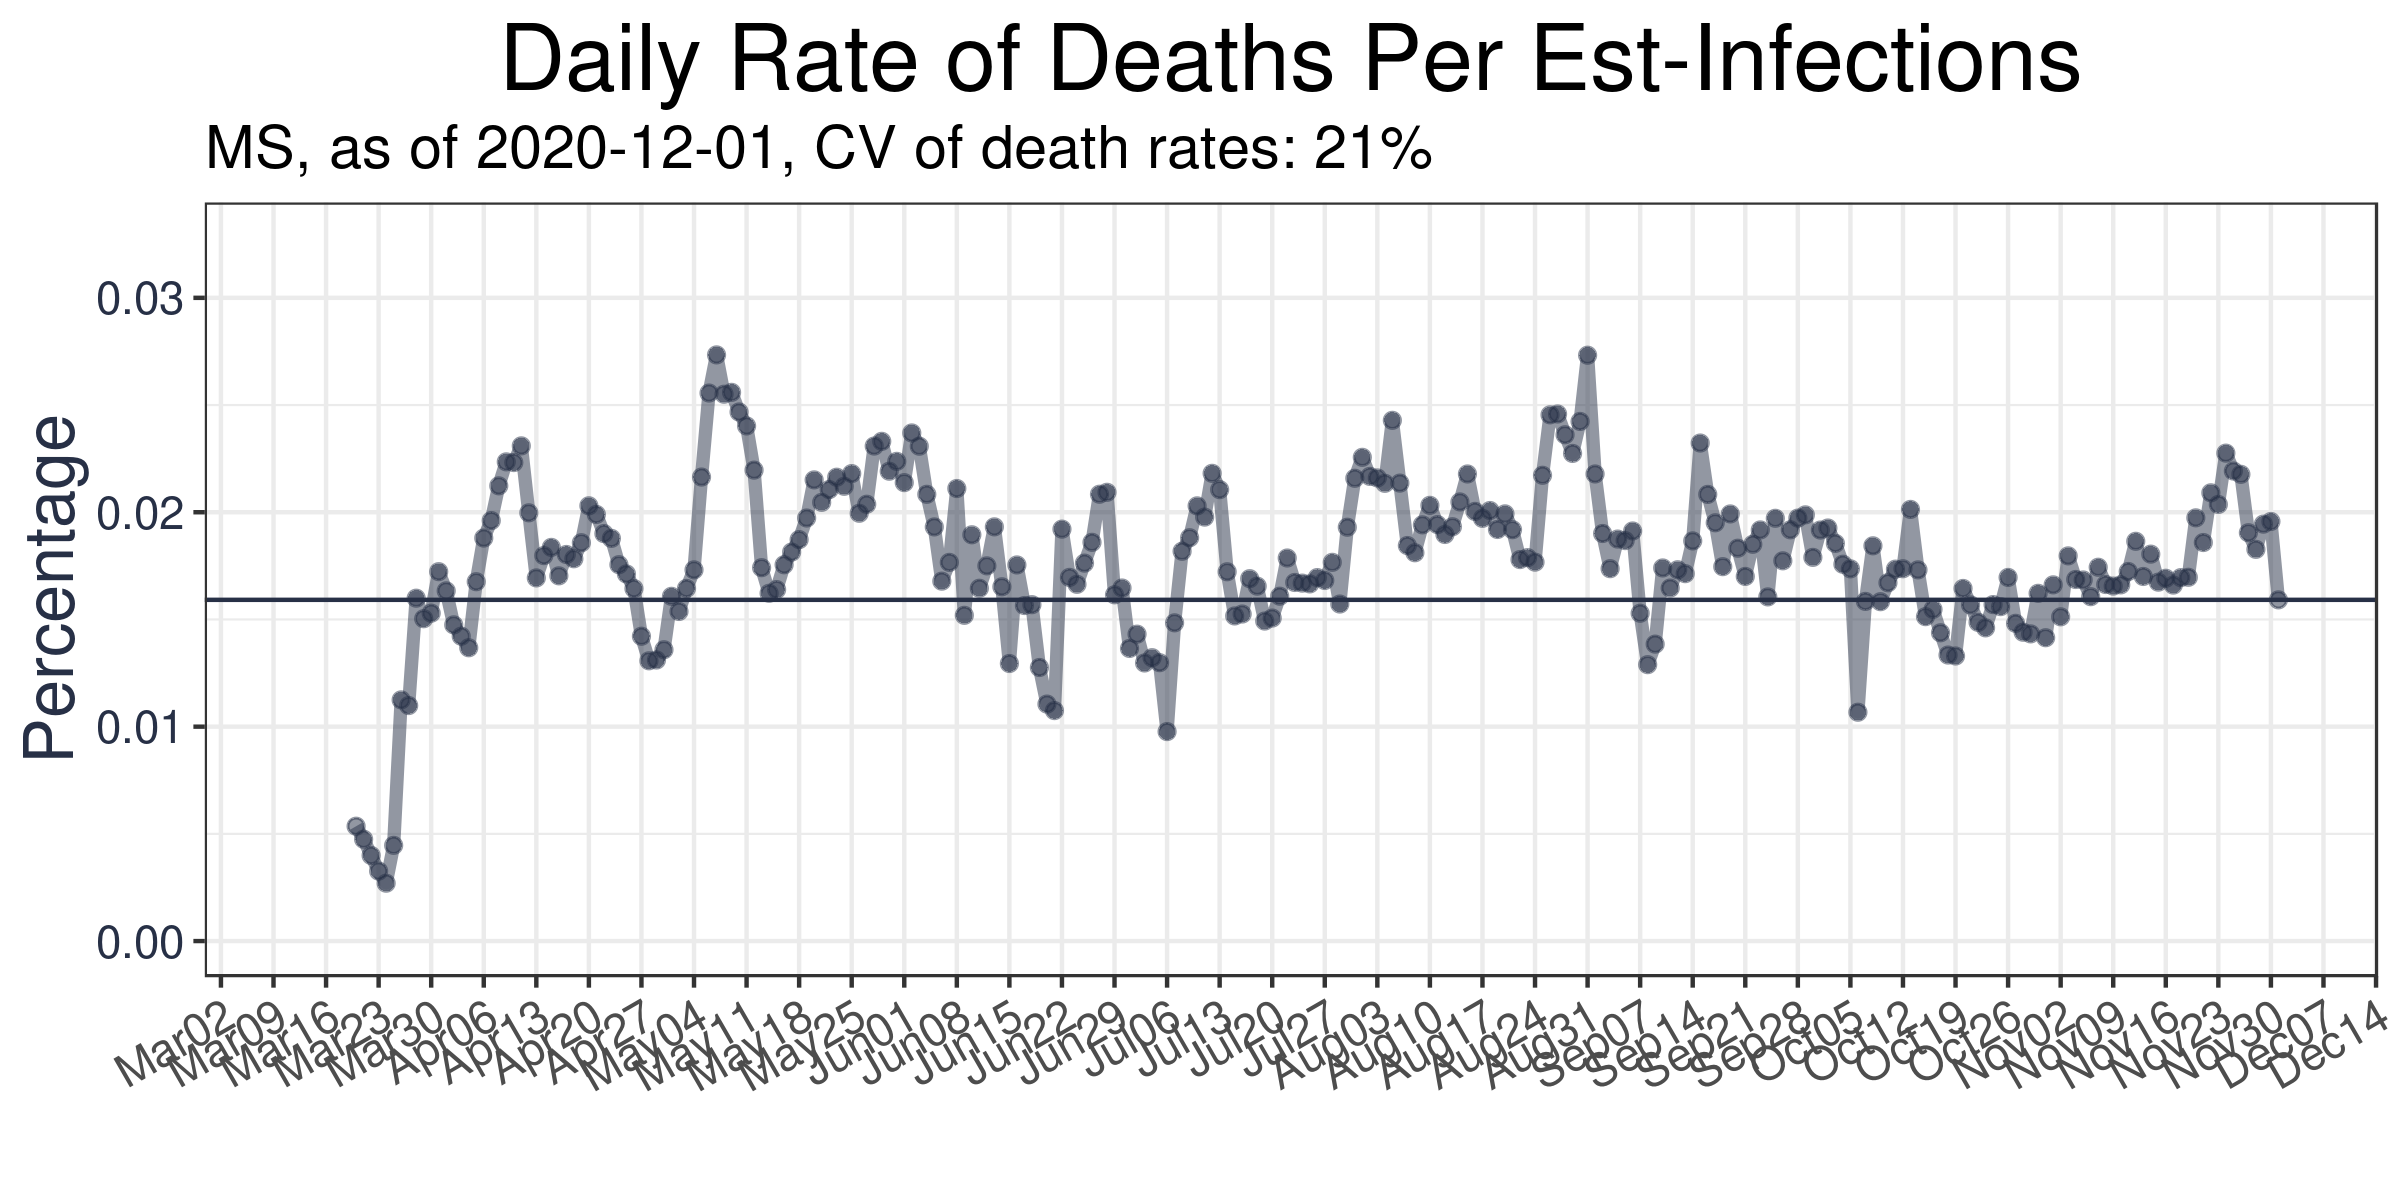 Daily Rate of Deaths Per Est-Infections
MS, as of 2020-12-01, CV of death rates: 21%
Percentage
0.03
0.02
0.01
0.00
Mar02
Mar09
Mar16
Mar23
Mar30
Apr06
Apr13
Apr20
Apr27
May04
May11
May18
May25
Jun01
Jun08
Jun15
Jun22
Jun29
Jul06
Jul13
Jul20
Jul27
Aug03
Aug10
Aug17
Aug24
Aug31
Sep07
Sep14
Sep21
Sep28
Oct05
Oct12
Oct19
Oct26
Nov02
Nov09
Nov16
Nov23
Nov30
Dec07
Dec14